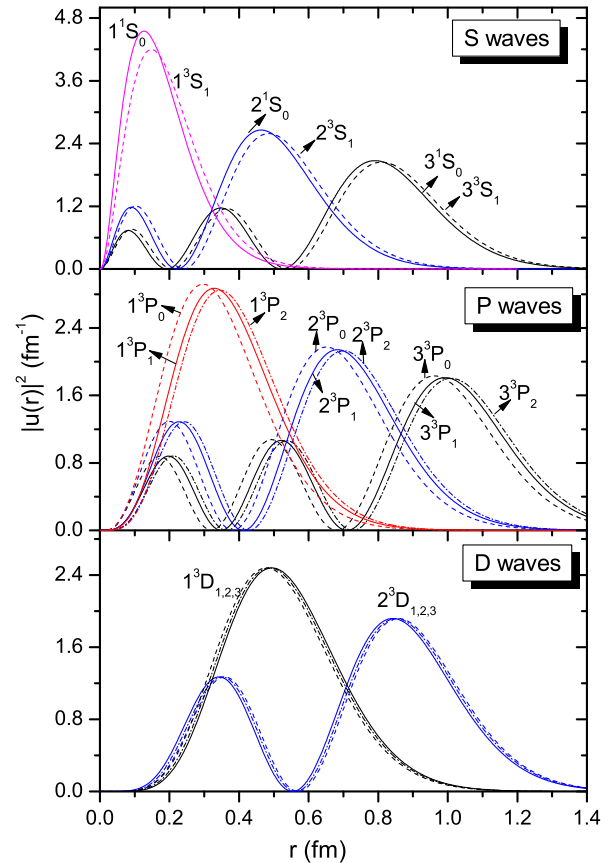 4.8
3.6
2.4
1.2
0.0
S waves
1¹S₀
1³S₁
2¹S₀
2³S₁
3¹S₀
3³S₁
|u(r)|² (fm⁻¹)
2.4
1.6
0.8
0.0
P waves
1³P₀
1³P₁
1³P₂
2³P₀
2³P₂
2³P₁
3³P₀
3³P₂
3³P₁
2.4
1.6
0.8
0.0
D waves
1³D₁,₂,₃
2³D₁,₂,₃
0.0 0.2 0.4 0.6 0.8 1.0 1.2 1.4
r (fm)